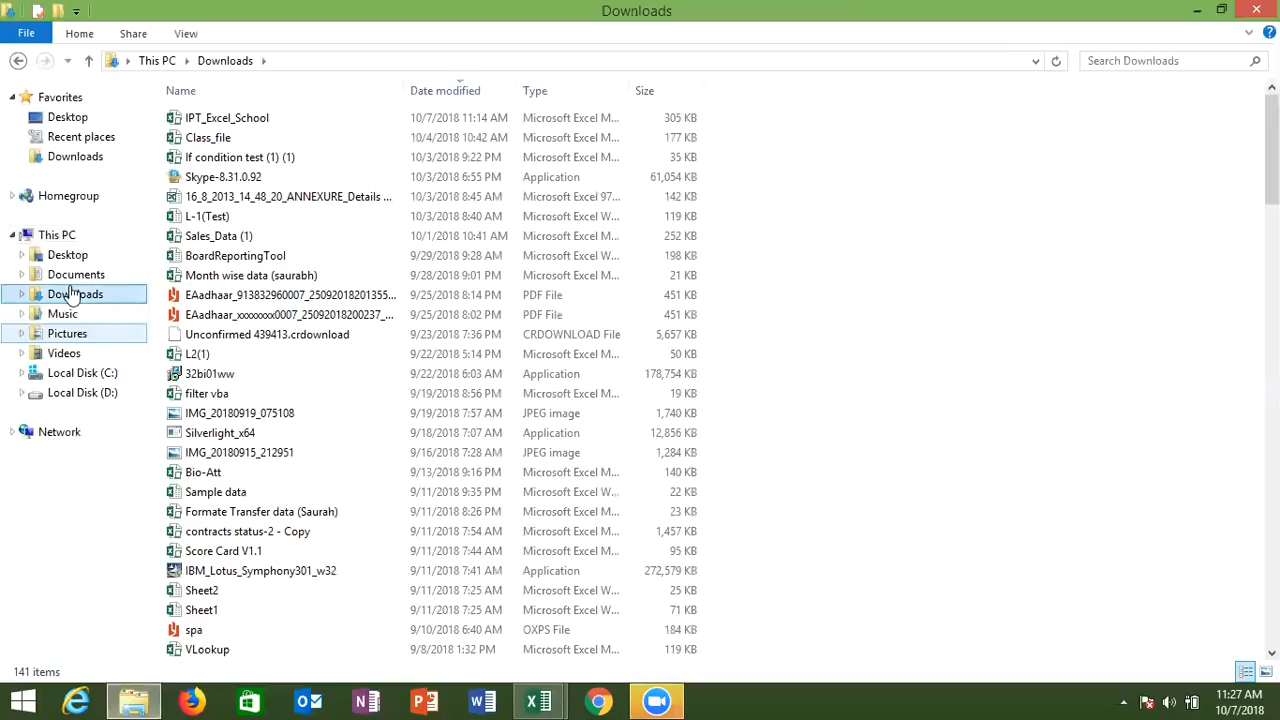 Downloads
File Home Share View
This PC Downloads Search Downloads
Name Date modified Type Size
Favorites
Desktop
Recent places
Downloads
Homegroup
This PC
Desktop
Documents
Downloads
Music
Pictures
Videos
Local Disk (C:)
Local Disk (D:)
Network
IPT_Excel_School 10/7/2018 11:14 AM Microsoft Excel M... 305 KB
Class_file 10/4/2018 10:42 AM Microsoft Excel M... 177 KB
If condition test (1) (1) 10/3/2018 9:22 PM Microsoft Excel M... 35 KB
Skype-8.31.0.92 10/3/2018 6:55 PM Application 61,054 KB
16_8_2013_14_48_20_ANNEXURE_Details ... 10/3/2018 8:45 AM Microsoft Excel 97... 142 KB
L-1(Test) 10/3/2018 8:40 AM Microsoft Excel W... 119 KB
Sales_Data (1) 10/1/2018 10:41 AM Microsoft Excel M... 252 KB
BoardReportingTool 9/29/2018 9:28 AM Microsoft Excel W... 198 KB
Month wise data (saurabh) 9/28/2018 9:01 PM Microsoft Excel M... 21 KB
EAadhaar_913832960007_25092018201355... 9/25/2018 8:14 PM PDF File 451 KB
EAadhaar_xxxxxxxx0007_25092018200237_... 9/25/2018 8:02 PM PDF File 451 KB
Unconfirmed 439413.crdownload 9/23/2018 7:36 PM CRDOWNLOAD File 5,657 KB
L2(1) 9/22/2018 5:14 PM Microsoft Excel M... 50 KB
32bi01ww 9/22/2018 6:03 AM Application 178,754 KB
filter vba 9/19/2018 8:56 PM Microsoft Excel M... 19 KB
IMG_20180919_075108 9/19/2018 7:57 AM JPEG image 1,740 KB
Silverlight_x64 9/18/2018 7:07 AM Application 12,856 KB
IMG_20180915_212951 9/16/2018 7:28 AM JPEG image 1,284 KB
Bio-Att 9/13/2018 9:16 PM Microsoft Excel M... 140 KB
Sample data 9/11/2018 9:35 PM Microsoft Excel W... 22 KB
Formate Transfer data (Saurah) 9/11/2018 8:26 PM Microsoft Excel M... 23 KB
contracts status-2 - Copy 9/11/2018 7:54 AM Microsoft Excel M... 1,457 KB
Score Card V1.1 9/11/2018 7:44 AM Microsoft Excel M... 95 KB
IBM_Lotus_Symphony301_w32 9/11/2018 7:41 AM Application 272,579 KB
Sheet2 9/11/2018 7:25 AM Microsoft Excel W... 25 KB
Sheet1 9/11/2018 7:25 AM Microsoft Excel M... 71 KB
spa 9/10/2018 6:40 AM OXPS File 184 KB
VLookup 9/8/2018 1:32 PM Microsoft Excel M... 119 KB
141 items
11:27 AM
10/7/2018